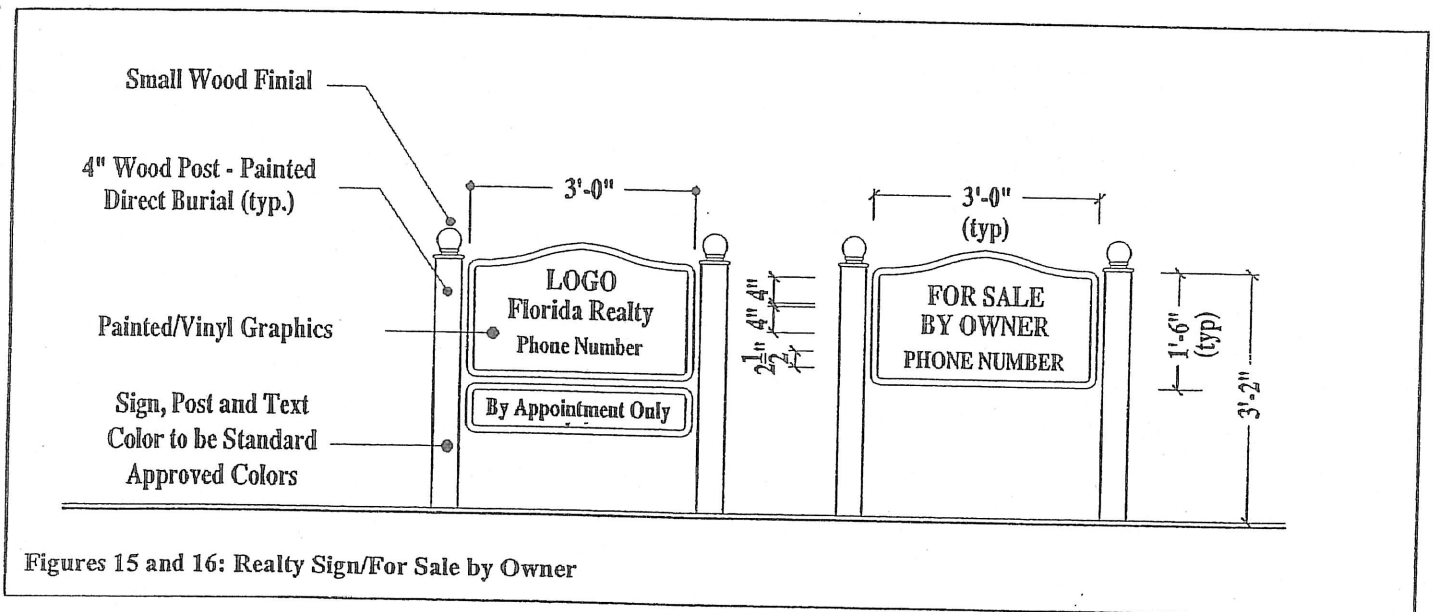 Small Wood Finial
4" Wood Post - Painted
Direct Burial (typ.)
Painted/Vinyl Graphics
Sign, Post and Text
Color to be Standard
Approved Colors
3'-0"
LOGO
Florida Realty
Phone Number
By Appointment Only
4"
4"
2 1/2"
3'-0"
(typ)
FOR SALE
BY OWNER
PHONE NUMBER
1'-6"
(typ)
3'-2"
Figures 15 and 16: Realty Sign/For Sale by Owner